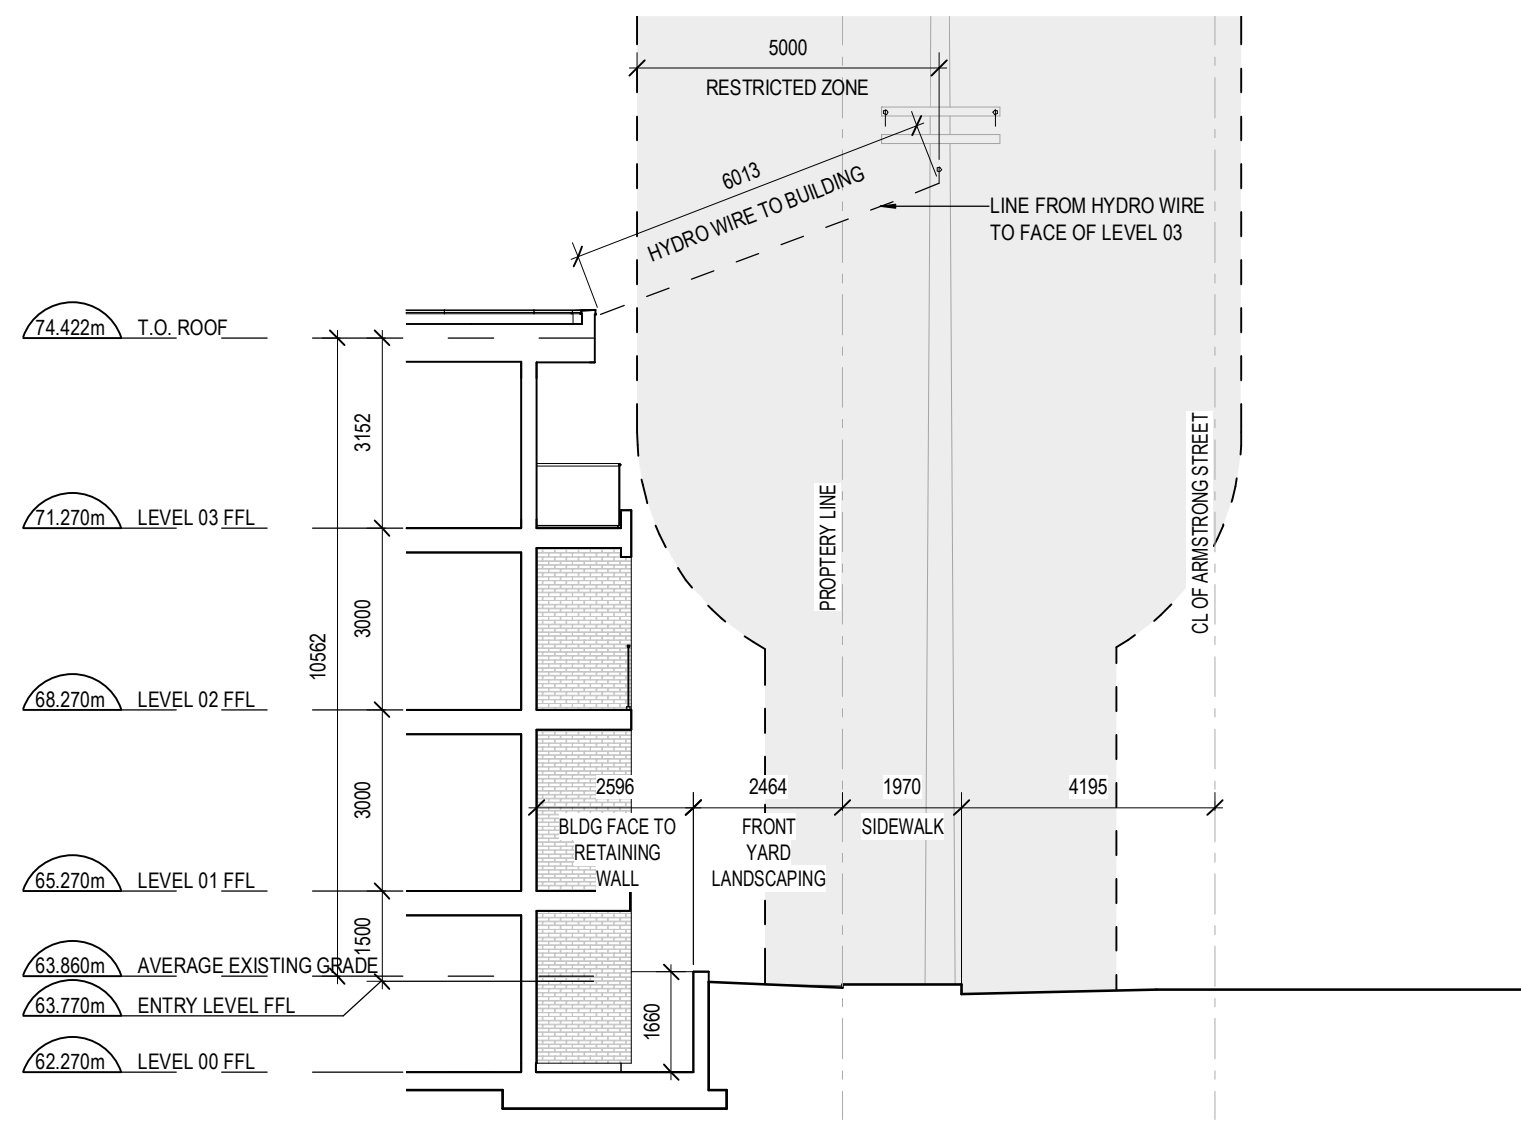 5000
RESTRICTED ZONE
6013
HYDRO WIRE TO BUILDING
LINE FROM HYDRO WIRE
TO FACE OF LEVEL 03
74.422m T.O. ROOF
3152
CL OF ARMSTRONG STREET
PROPTERY LINE
71.270m LEVEL 03 FFL
3000
10562
68.270m LEVEL 02 FFL
3000
2596
BLDG FACE TO
RETAINING
WALL
2464
FRONT
YARD
LANDSCAPING
1970
SIDEWALK
4195
65.270m LEVEL 01 FFL
1500
63.860m AVERAGE EXISTING GRADE
63.770m ENTRY LEVEL FFL
1660
62.270m LEVEL 00 FFL